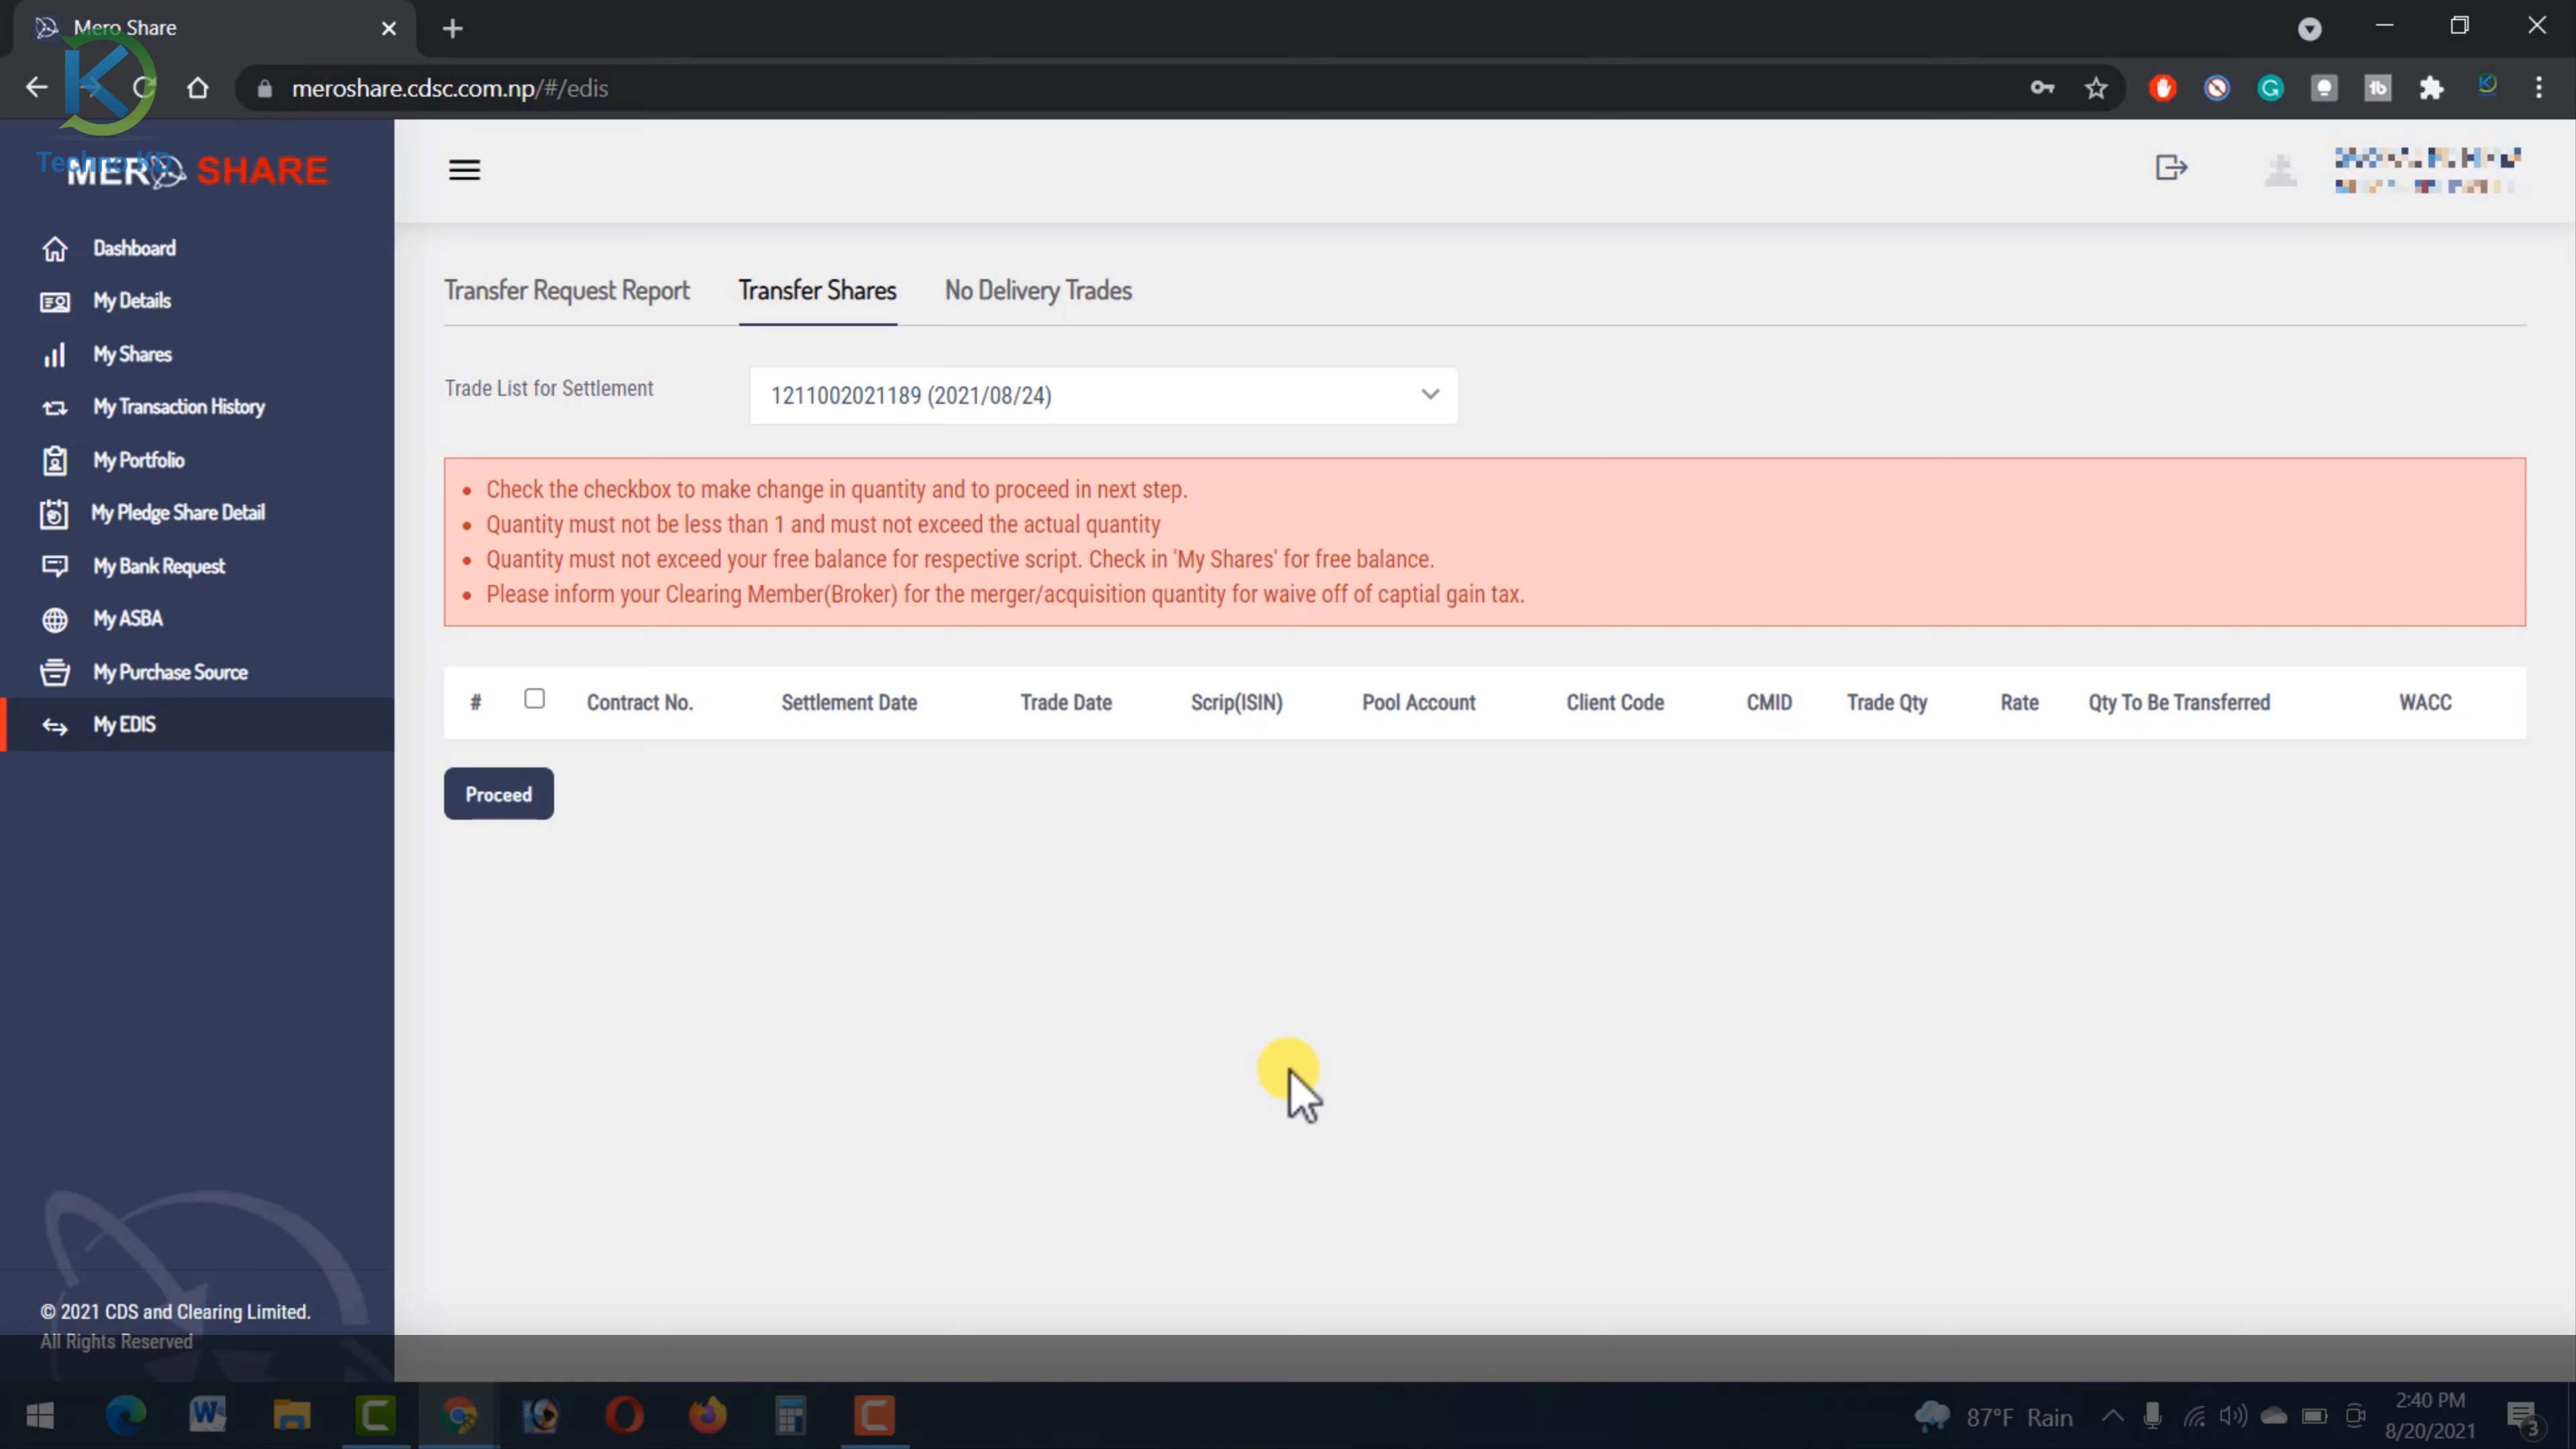 Mero Share
meroshare.cdsc.com.np/#/edis
Techno KD
MERO SHARE
Dashboard
My Details
My Shares
My Transaction History
My Portfolio
My Pledge Share Detail
My Bank Request
My ASBA
My Purchase Source
My EDIS
Transfer Request Report Transfer Shares No Delivery Trades
Trade List for Settlement 1211002021189 (2021/08/24)
Check the checkbox to make change in quantity and to proceed in next step.
Quantity must not be less than 1 and must not exceed the actual quantity
Quantity must not exceed your free balance for respective script. Check in 'My Shares' for free balance.
Please inform your Clearing Member(Broker) for the merger/acquisition quantity for waive off of captial gain tax.
# Contract No. Settlement Date Trade Date Scrip(ISIN) Pool Account Client Code CMID Trade Qty Rate Qty To Be Transferred WACC
Proceed
© 2021 CDS and Clearing Limited.
All Rights Reserved
87°F Rain
2:40 PM
8/20/2021
3